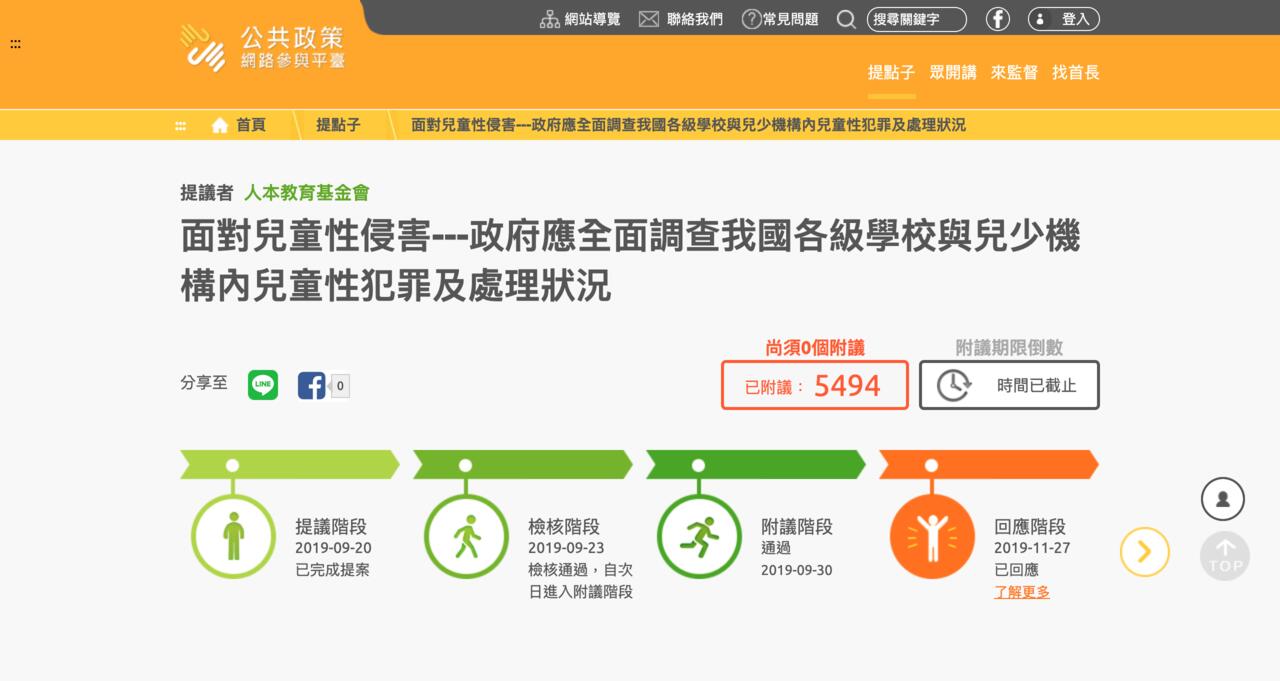 網站導覽 聯絡我們 常見問題 搜尋關鍵字 登入
公共政策
網路參與平臺
提點子 眾開講 來監督 找首長
首頁 提點子 面對兒童性侵害---政府應全面調查我國各級學校與兒少機構內兒童性犯罪及處理狀況
提議者 人本教育基金會
面對兒童性侵害---政府應全面調查我國各級學校與兒少機
構內兒童性犯罪及處理狀況
尚須0個附議 附議期限倒數
分享至 LINE 0 已附議: 5494 時間已截止
提議階段
2019-09-20
已完成提案
檢核階段
2019-09-23
檢核通過,自次
日進入附議階段
附議階段
通過
2019-09-30
回應階段
2019-11-27
已回應
了解更多
TOP